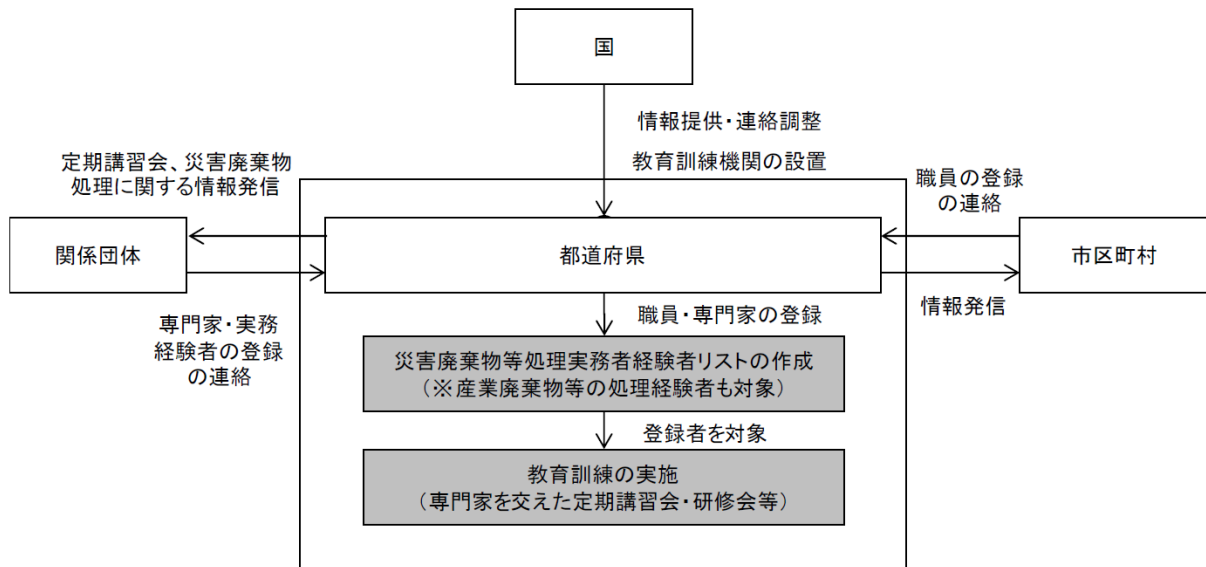 国
情報提供・連絡調整
教育訓練機関の設置
定期講習会、災害廃棄物
処理に関する情報発信
職員の登録
の連絡
関係団体
都道府県
市区町村
専門家・実務
経験者の登録
の連絡
職員・専門家の登録
情報発信
災害廃棄物等処理実務者経験者リストの作成
(※産業廃棄物等の処理経験者も対象)
登録者を対象
教育訓練の実施
(専門家を交えた定期講習会・研修会等)